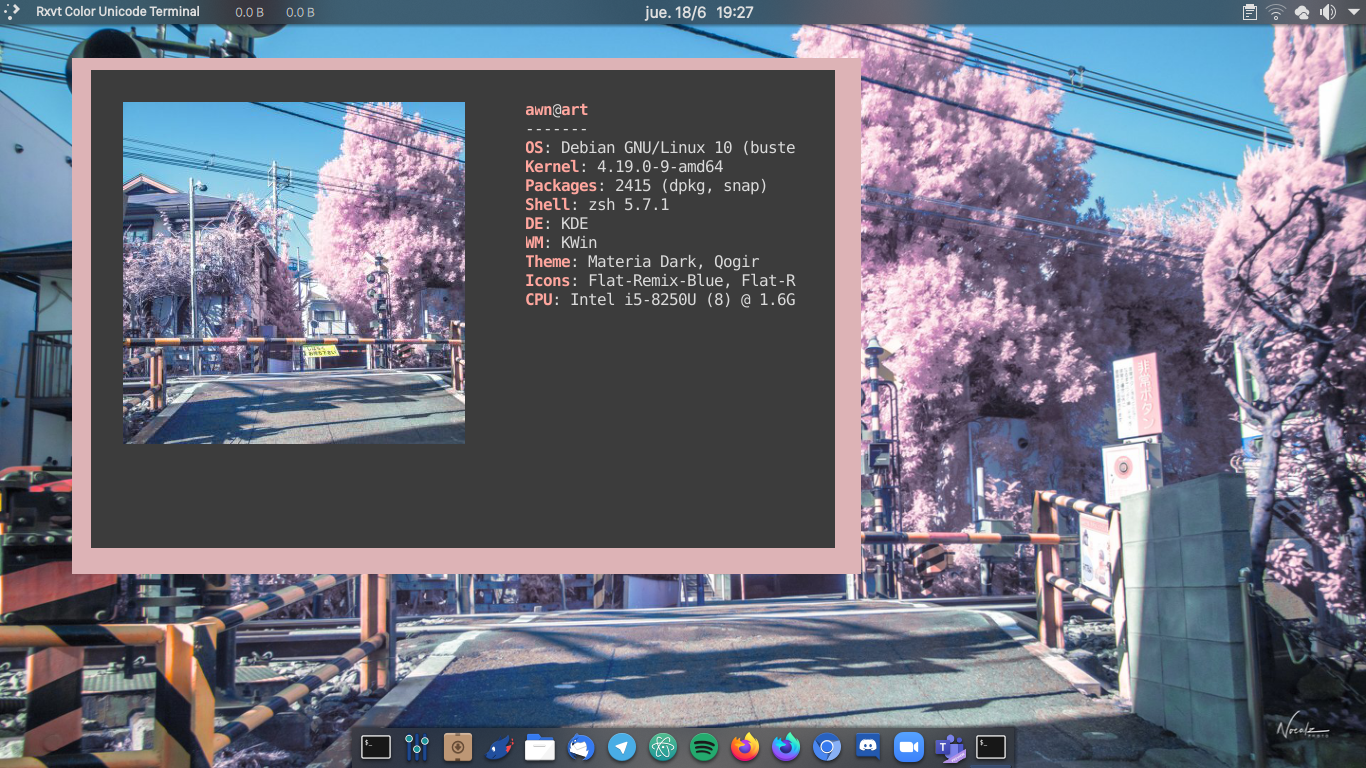 Rxvt Color Unicode Terminal 0.0 B 0.0 B jue. 18/6 19:27
awn@art
-------
OS: Debian GNU/Linux 10 (buste
Kernel: 4.19.0-9-amd64
Packages: 2415 (dpkg, snap)
Shell: zsh 5.7.1
DE: KDE
WM: KWin
Theme: Materia Dark, Qogir
Icons: Flat-Remix-Blue, Flat-R
CPU: Intel i5-8250U (8) @ 1.6G
非常ボタン